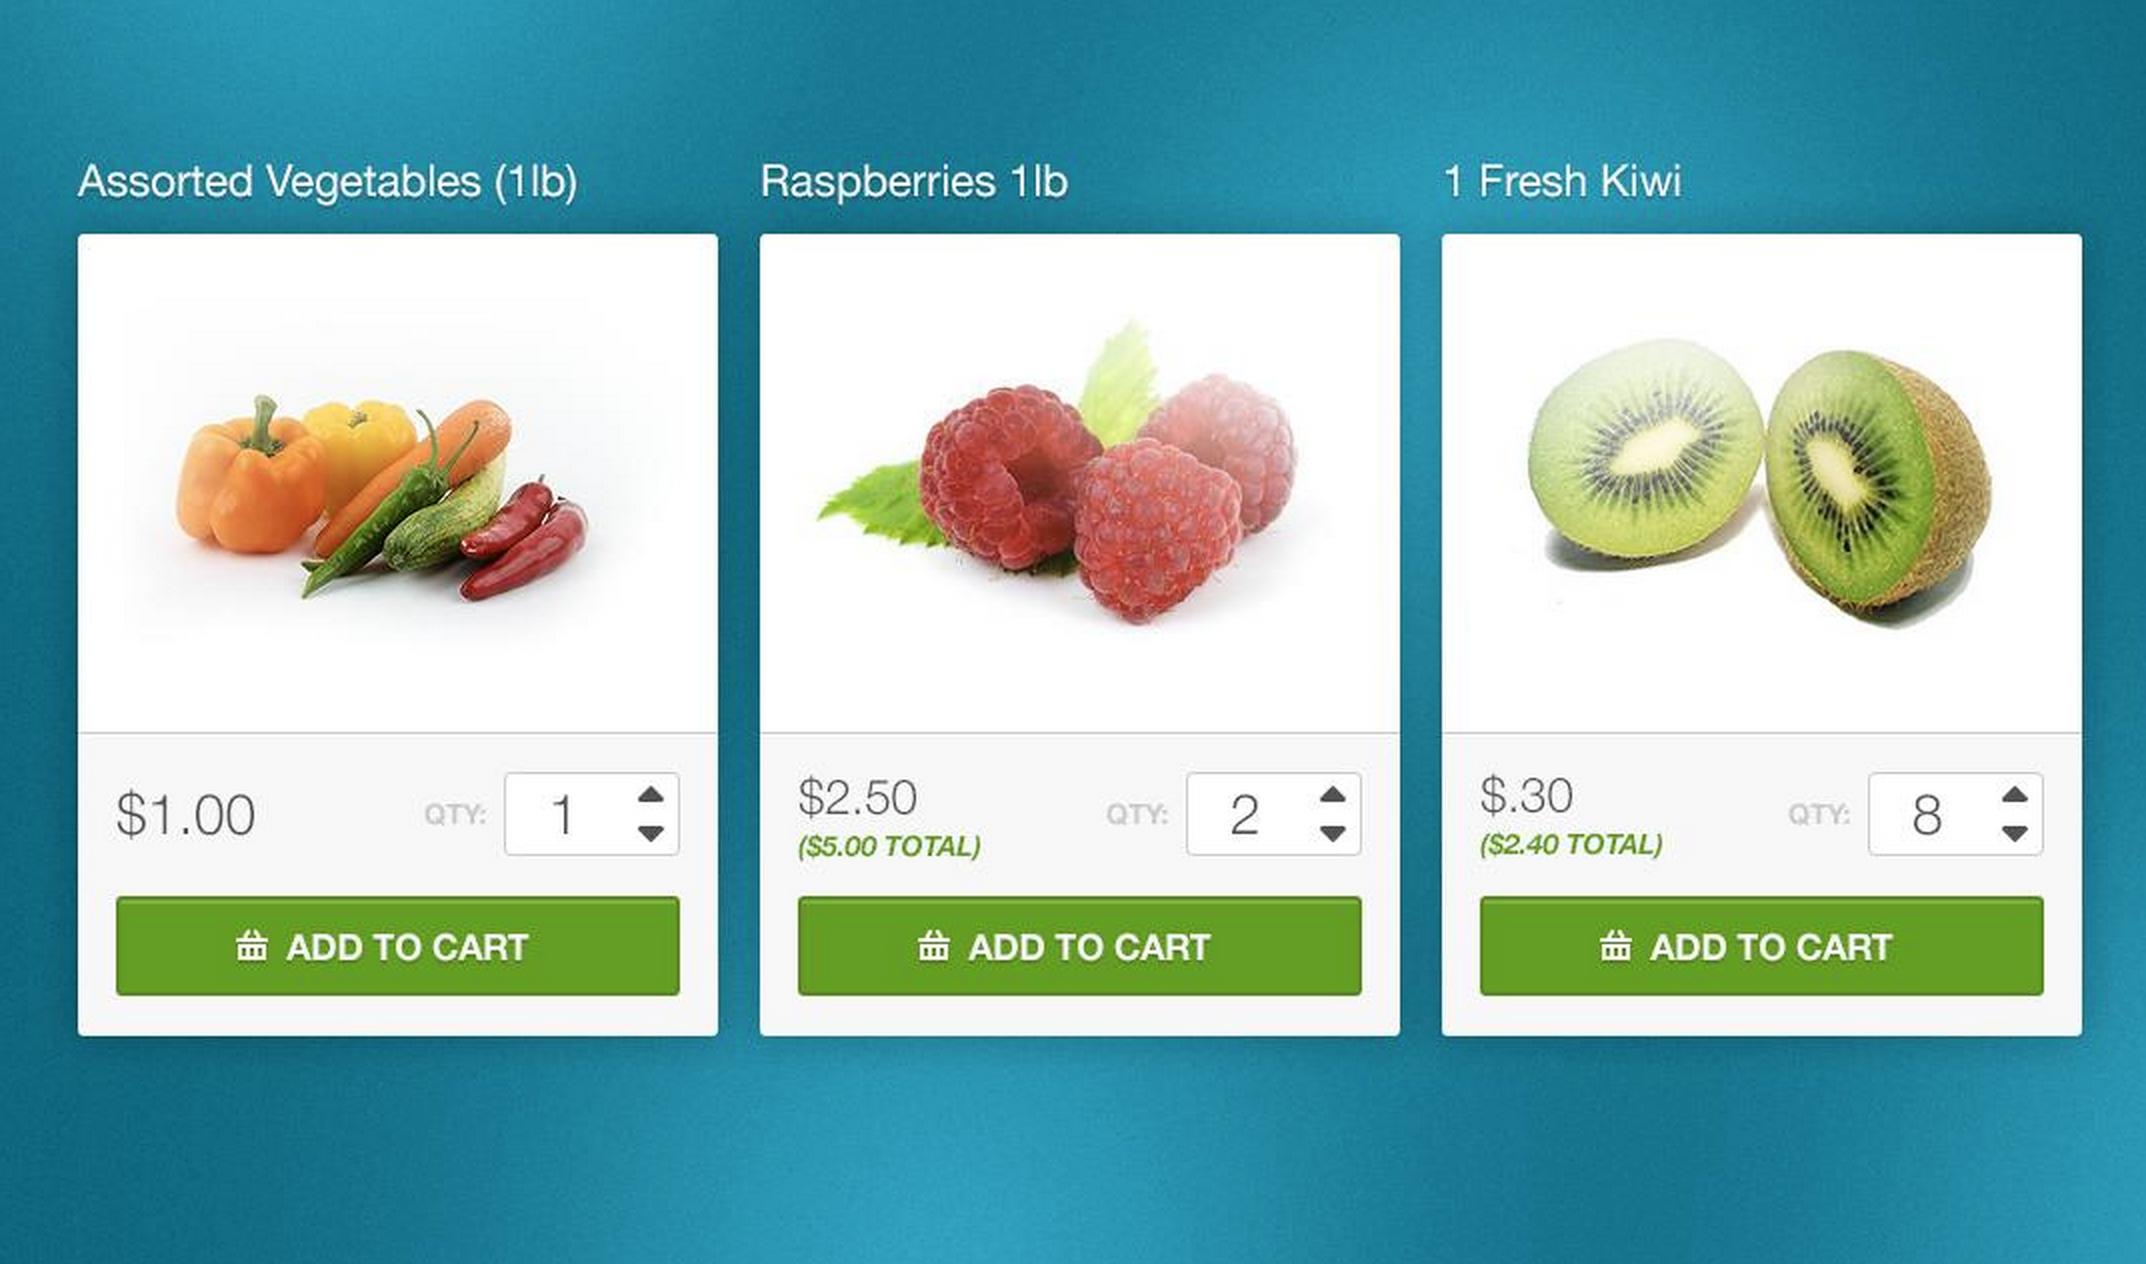 Assorted Vegetables (1lb)
$1.00
QTY:
1
ADD TO CART
Raspberries 1lb
$2.50
($5.00 TOTAL)
QTY:
2
ADD TO CART
1 Fresh Kiwi
$.30
($2.40 TOTAL)
QTY:
8
ADD TO CART